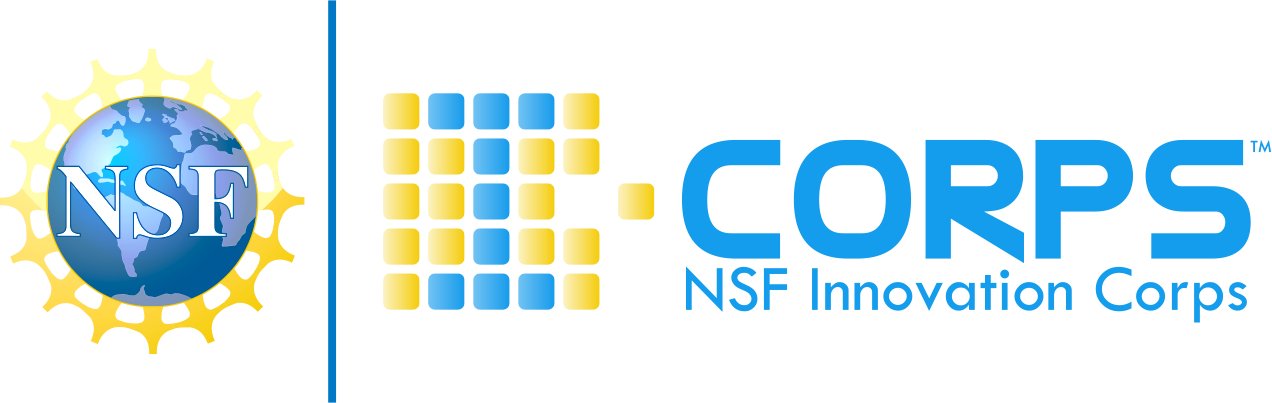 NSF
I-CORPS™
NSF Innovation Corps